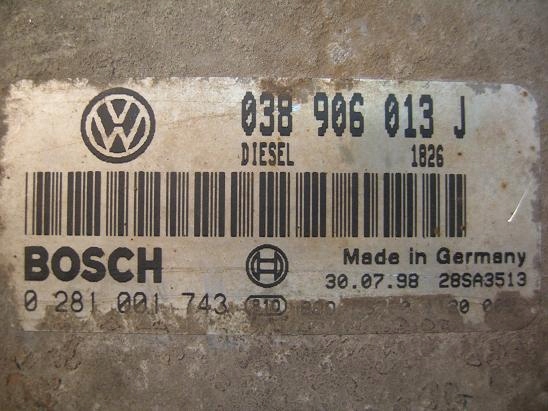 038 906 013 J
DIESEL 1826
BOSCH Made in Germany
30.07.98 28SA3513
0 281 001 743